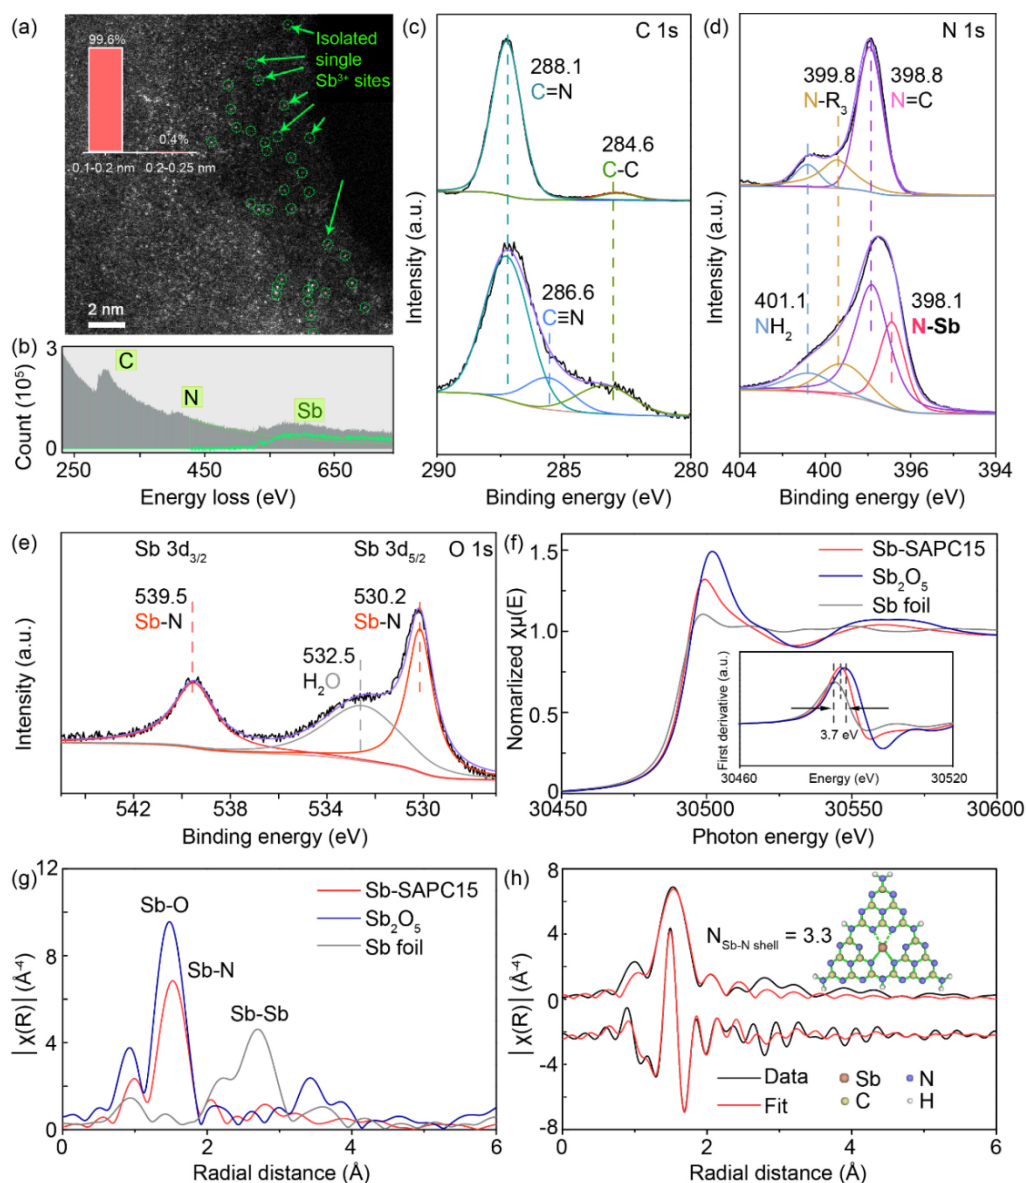 (a)
99.6%
0.4%
0.1-0.2 nm
0.2-0.25 nm
Isolated
single
Sb³⁺ sites
2 nm
(b)
3
0
Count (10⁵)
C
N
Sb
250
450
650
Energy loss (eV)
(c)
C 1s
288.1
C=N
284.6
C-C
286.6
C≡N
Intensity (a.u.)
290
285
280
Binding energy (eV)
(d)
N 1s
399.8
N-R₃
398.8
N=C
401.1
NH₂
398.1
N-Sb
Intensity (a.u.)
404
400
396
394
Binding energy (eV)
(e)
Sb 3d₃/₂
Sb 3d₅/₂
O 1s
539.5
Sb-N
530.2
Sb-N
532.5
H₂O
Intensity (a.u.)
542
538
534
530
Binding energy (eV)
(f)
Sb-SAPC15
Sb₂O₅
Sb foil
Nomarlized χμ(E)
1.5
1.0
0.5
0
30450
30500
30550
30600
Photon energy (eV)
First derivative (a.u.)
3.7 eV
30460
Energy (eV)
30520
(g)
Sb-SAPC15
Sb₂O₅
Sb foil
Sb-O
Sb-N
Sb-Sb
|χ(R)| (Å⁻⁴)
12
8
4
0
0
2
4
6
Radial distance (Å)
(h)
N Sb-N shell = 3.3
|χ(R)| (Å⁻⁴)
8
4
0
-4
-8
Data
Fit
Sb
N
C
H
0
2
4
6
Radial distance (Å)